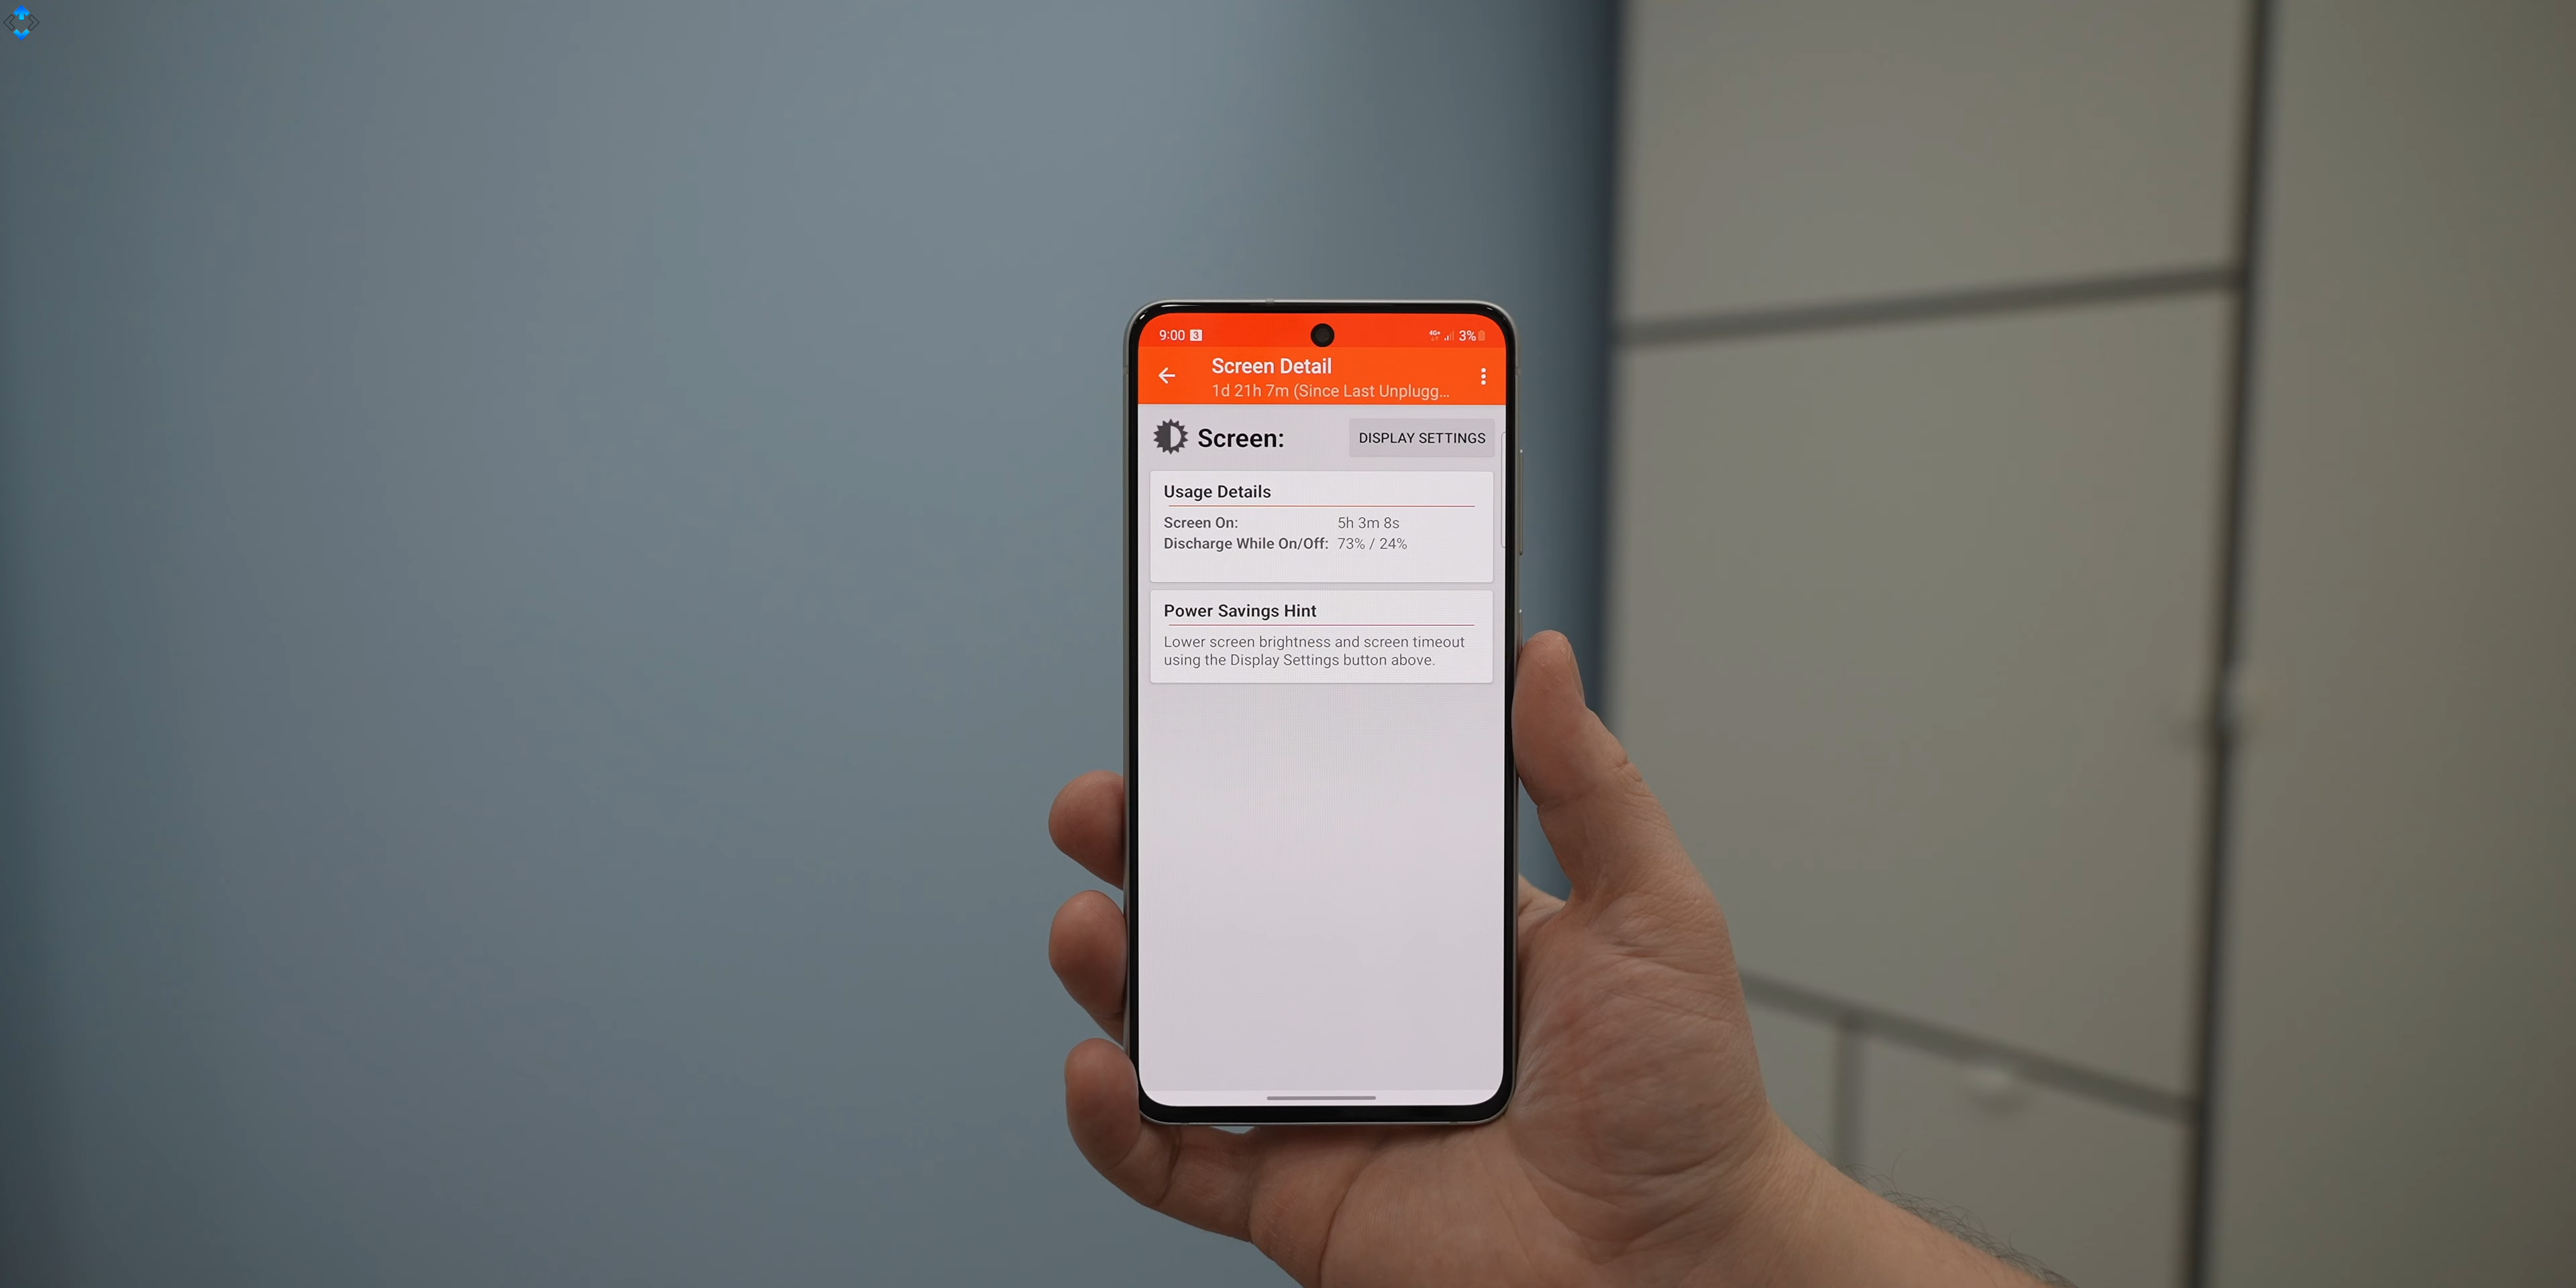 9:00 3 4G+ 3%
Screen Detail
1d 21h 7m (Since Last Unplugg...
Screen: DISPLAY SETTINGS
Usage Details
Screen On: 5h 3m 8s
Discharge While On/Off: 73% / 24%
Power Savings Hint
Lower screen brightness and screen timeout
using the Display Settings button above.